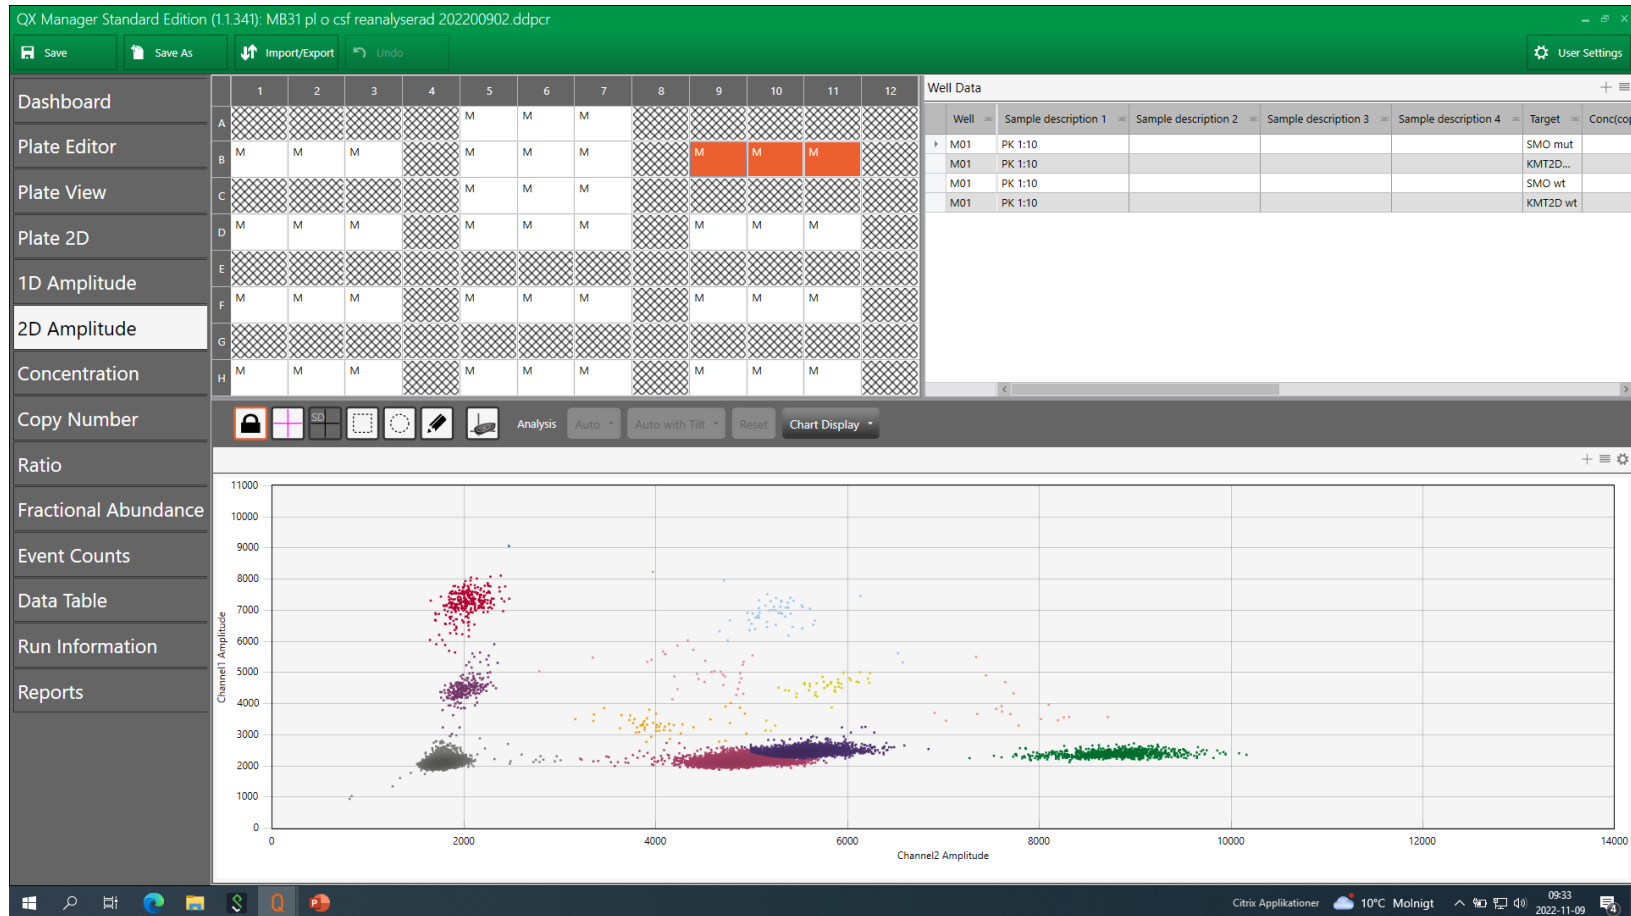 QX Manager Standard Edition (1.1.341): MB31 pl o csf reanalyserad 202200902.ddpcr
Save
Save As
Import/Export
Undo
User Settings
Dashboard
Plate Editor
Plate View
Plate 2D
1D Amplitude
2D Amplitude
Concentration
Copy Number
Ratio
Fractional Abundance
Event Counts
Data Table
Run Information
Reports
1 2 3 4 5 6 7 8 9 10 11 12
A M M M
B M M M M M M M M M
C M M M
D M M M M M M M M M
E
F M M M M M M M M M
G
H M M M M M M M M M
Well Data
Well Sample description 1 Sample description 2 Sample description 3 Sample description 4 Target Conc(cop
M01 PK 1:10 SMO mut
M01 PK 1:10 KMT2D...
M01 PK 1:10 SMO wt
M01 PK 1:10 KMT2D wt
SD
Analysis
Auto
Auto with Tilt
Reset
Chart Display
11000
10000
9000
8000
7000
6000
5000
4000
3000
2000
1000
0
Channel1 Amplitude
0 2000 4000 6000 8000 10000 12000 14000
Channel2 Amplitude
Citrix Applikationer
10°C Molnigt
09:33
2022-11-09
4